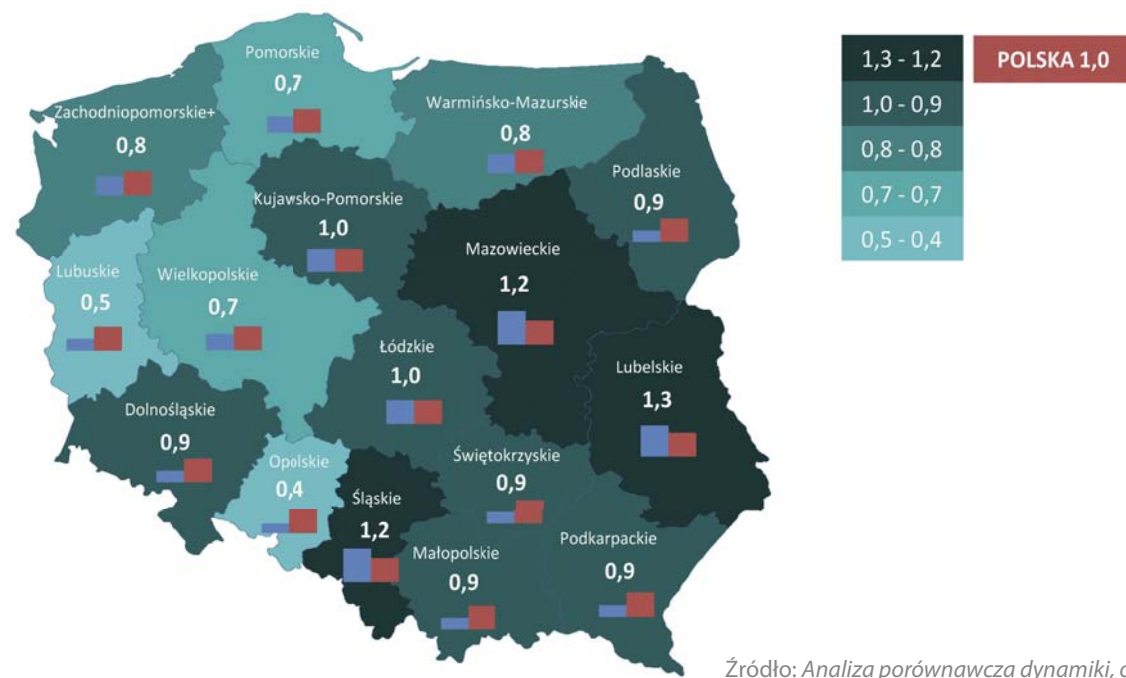 Pomorskie
0,7
Zachodniopomorskie+
0,8
Warmińsko-Mazurskie
0,8
Podlaskie
0,9
Kujawsko-Pomorskie
1,0
Mazowieckie
1,2
Lubuskie
0,5
Wielkopolskie
0,7
Łódzkie
1,0
Lubelskie
1,3
Dolnośląskie
0,9
Opolskie
0,4
Śląskie
1,2
Świętokrzyskie
0,9
Małopolskie
0,9
Podkarpackie
0,9
1,3 - 1,2
1,0 - 0,9
0,8 - 0,8
0,7 - 0,7
0,5 - 0,4
POLSKA 1,0
Źródło: Analiza porównawcza dynamiki,